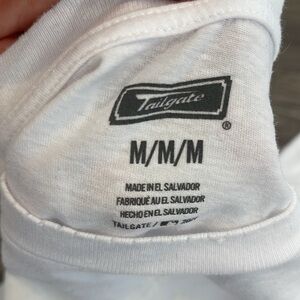 Tailgate
®
M/M/M
MADE IN EL SALVADOR
FABRIQUÉ AU EL SALVADOR
HECHO EN EL SALVADOR
TAILGATE /